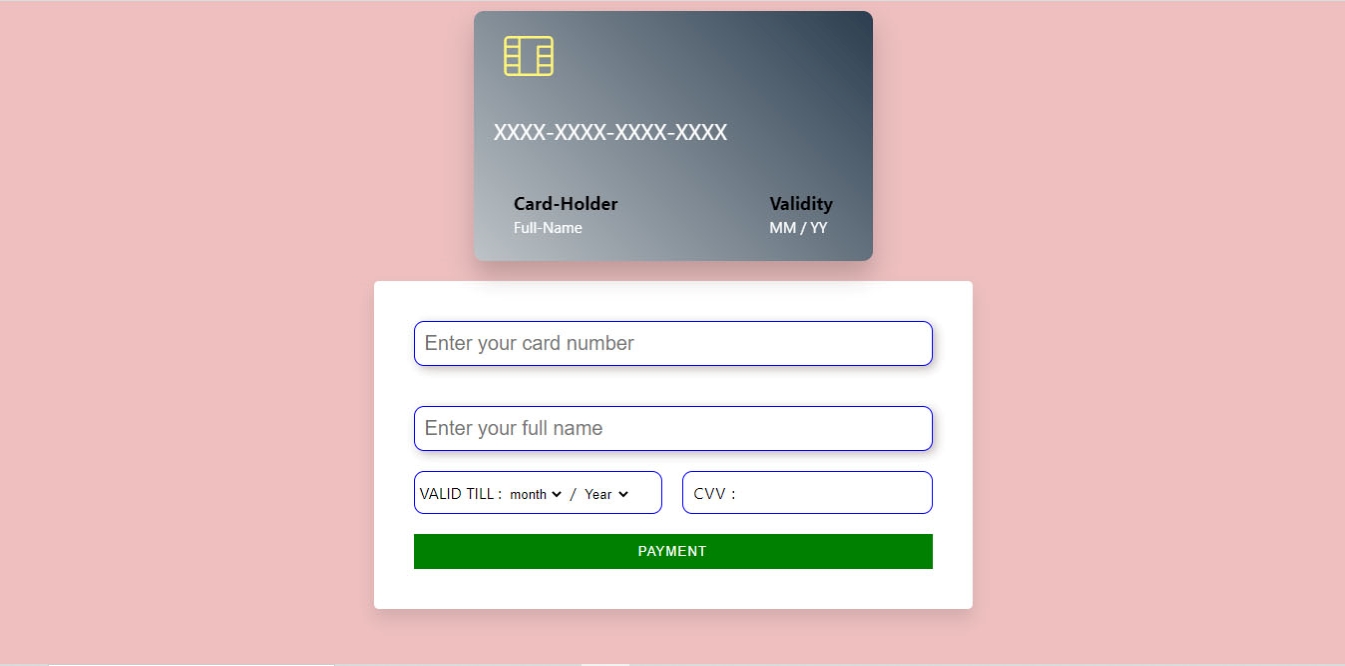 XXXX-XXXX-XXXX-XXXX
Card-Holder Validity
Full-Name MM / YY
Enter your card number
Enter your full name
VALID TILL : month / Year CVV :
PAYMENT